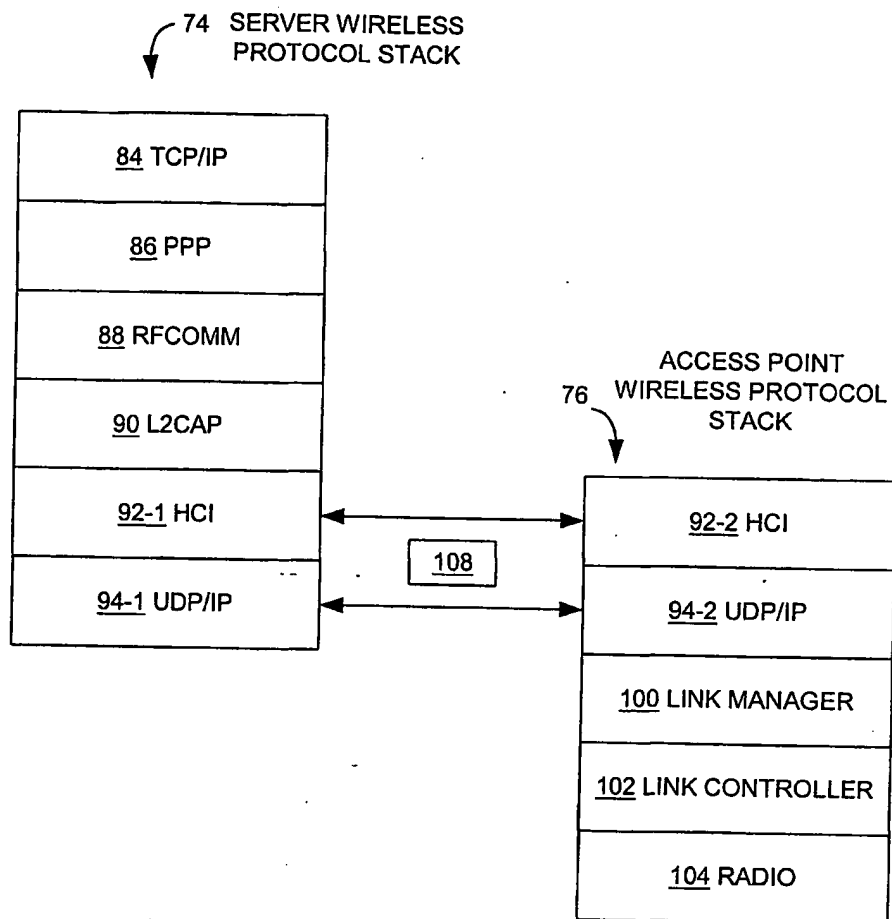 74 SERVER WIRELESS
PROTOCOL STACK
84 TCP/IP
86 PPP
88 RFCOMM
90 L2CAP
92-1 HCI
94-1 UDP/IP
108
ACCESS POINT
76 WIRELESS PROTOCOL
STACK
92-2 HCI
94-2 UDP/IP
100 LINK MANAGER
102 LINK CONTROLLER
104 RADIO